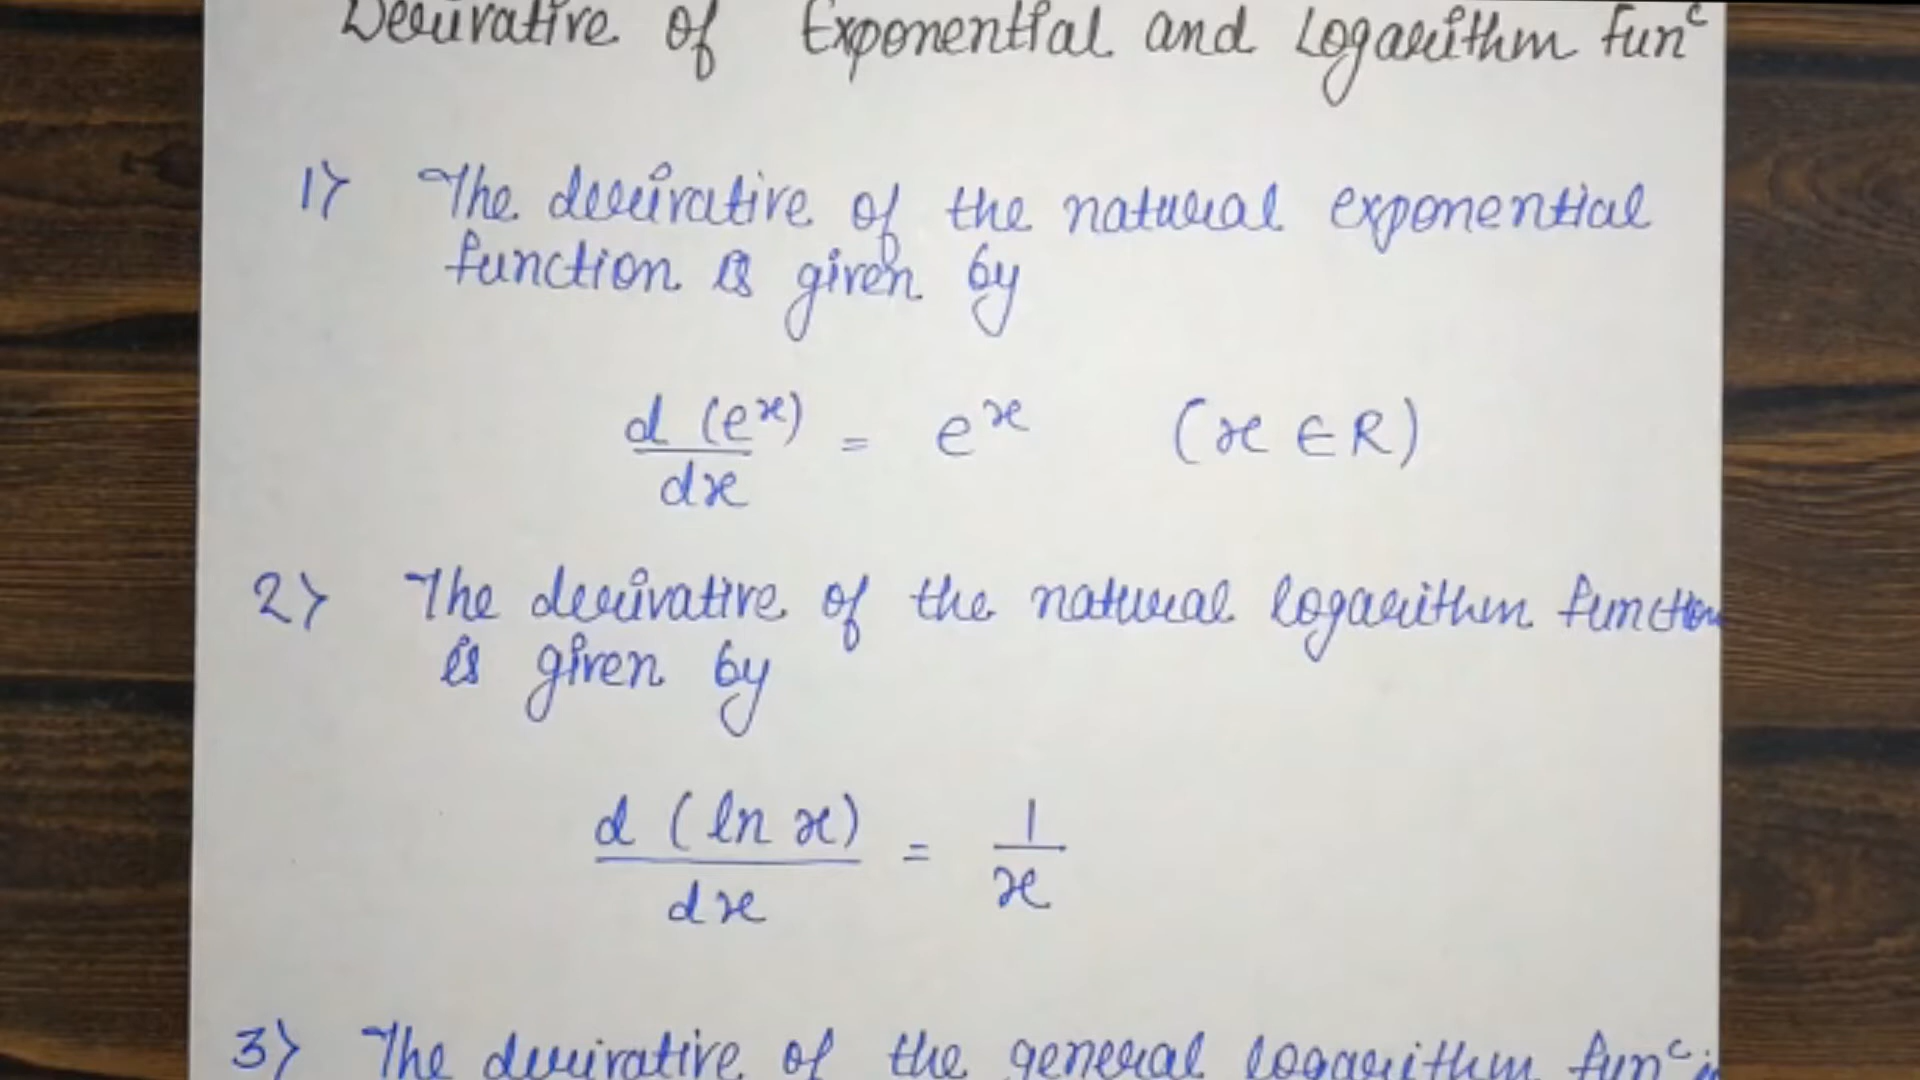 Derivative of Exponential and Logarithm Funᶜ
1) The derivative of the natural exponential
function is given by
d (eˣ) / dx = eˣ (x ∈ R)
2) The derivative of the natural logarithm function
is given by
d (ln x) / dx = 1 / x
3) The derivative of the general logarithm funᶜ is